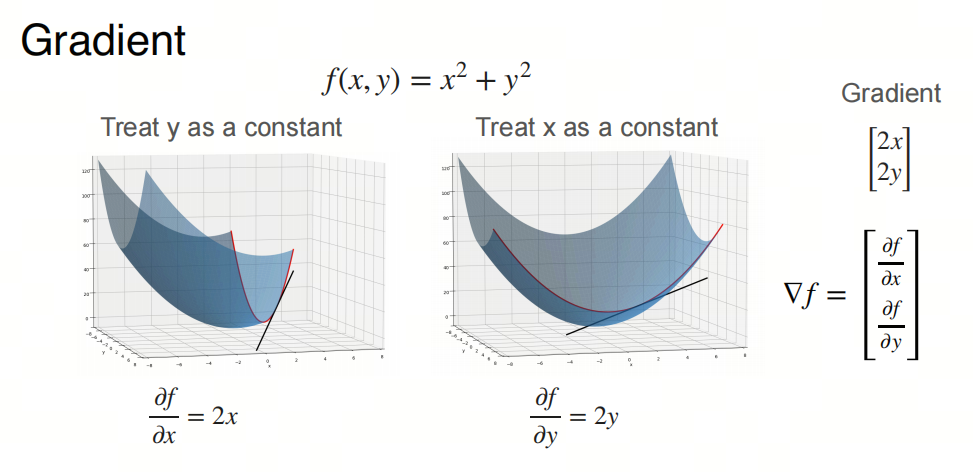 Gradient
f(x, y) = x² + y²
Treat y as a constant
Treat x as a constant
∂f/∂x = 2x
∂f/∂y = 2y
Gradient
[2x]
[2y]
∇f = [∂f/∂x]
[∂f/∂y]